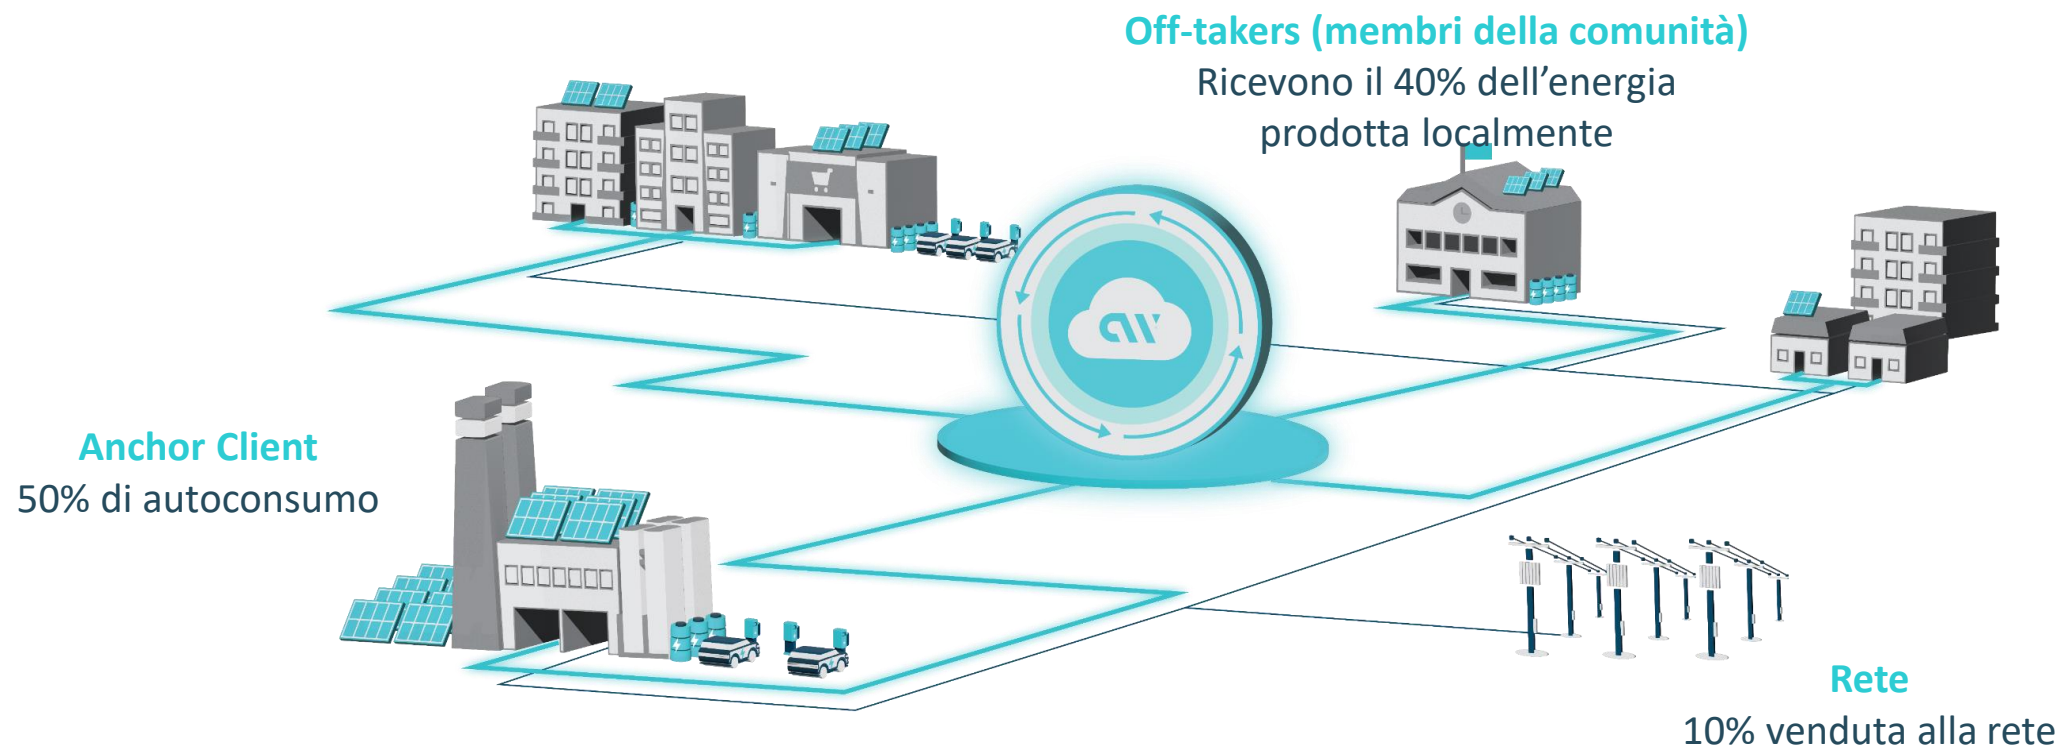 Off-takers (membri della comunità)
Ricevono il 40% dell’energia
prodotta localmente
Anchor Client
50% di autoconsumo
Rete
10% venduta alla rete